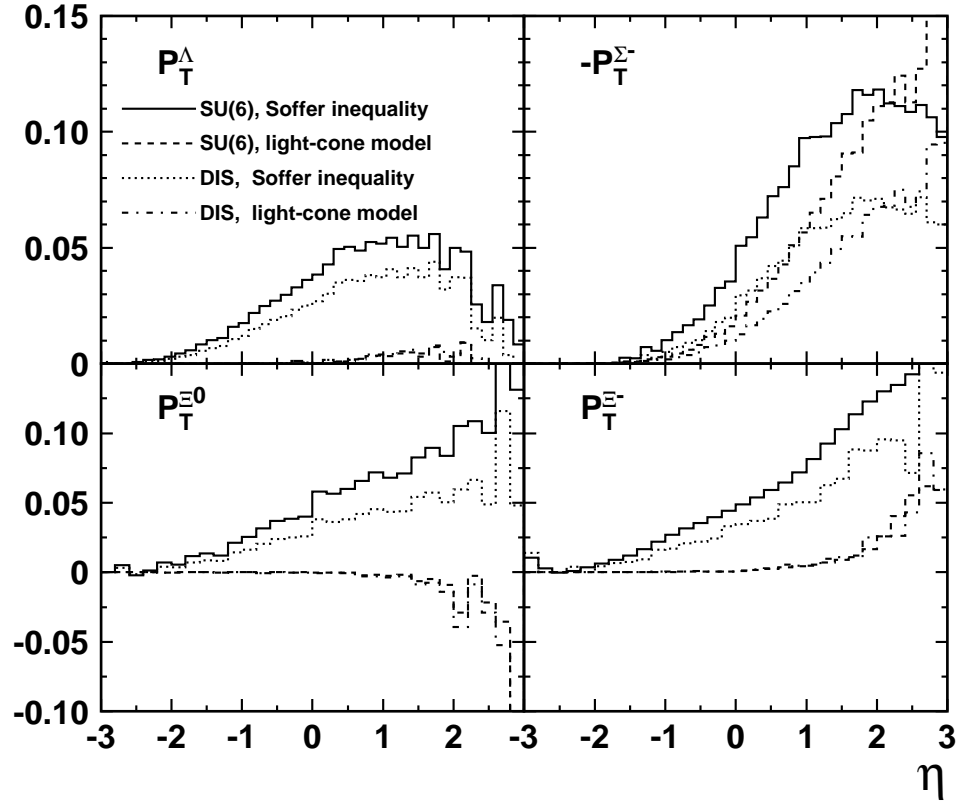 0.15
P_T^Λ
-P_T^Σ-
SU(6), Soffer inequality
SU(6), light-cone model
DIS, Soffer inequality
DIS, light-cone model
0.10
0.05
0
P_T^Ξ0
P_T^Ξ-
0.10
0.05
0
-0.05
-0.10
-3 -2 -1 0 1 2 -3 -2 -1 0 1 2 3
η